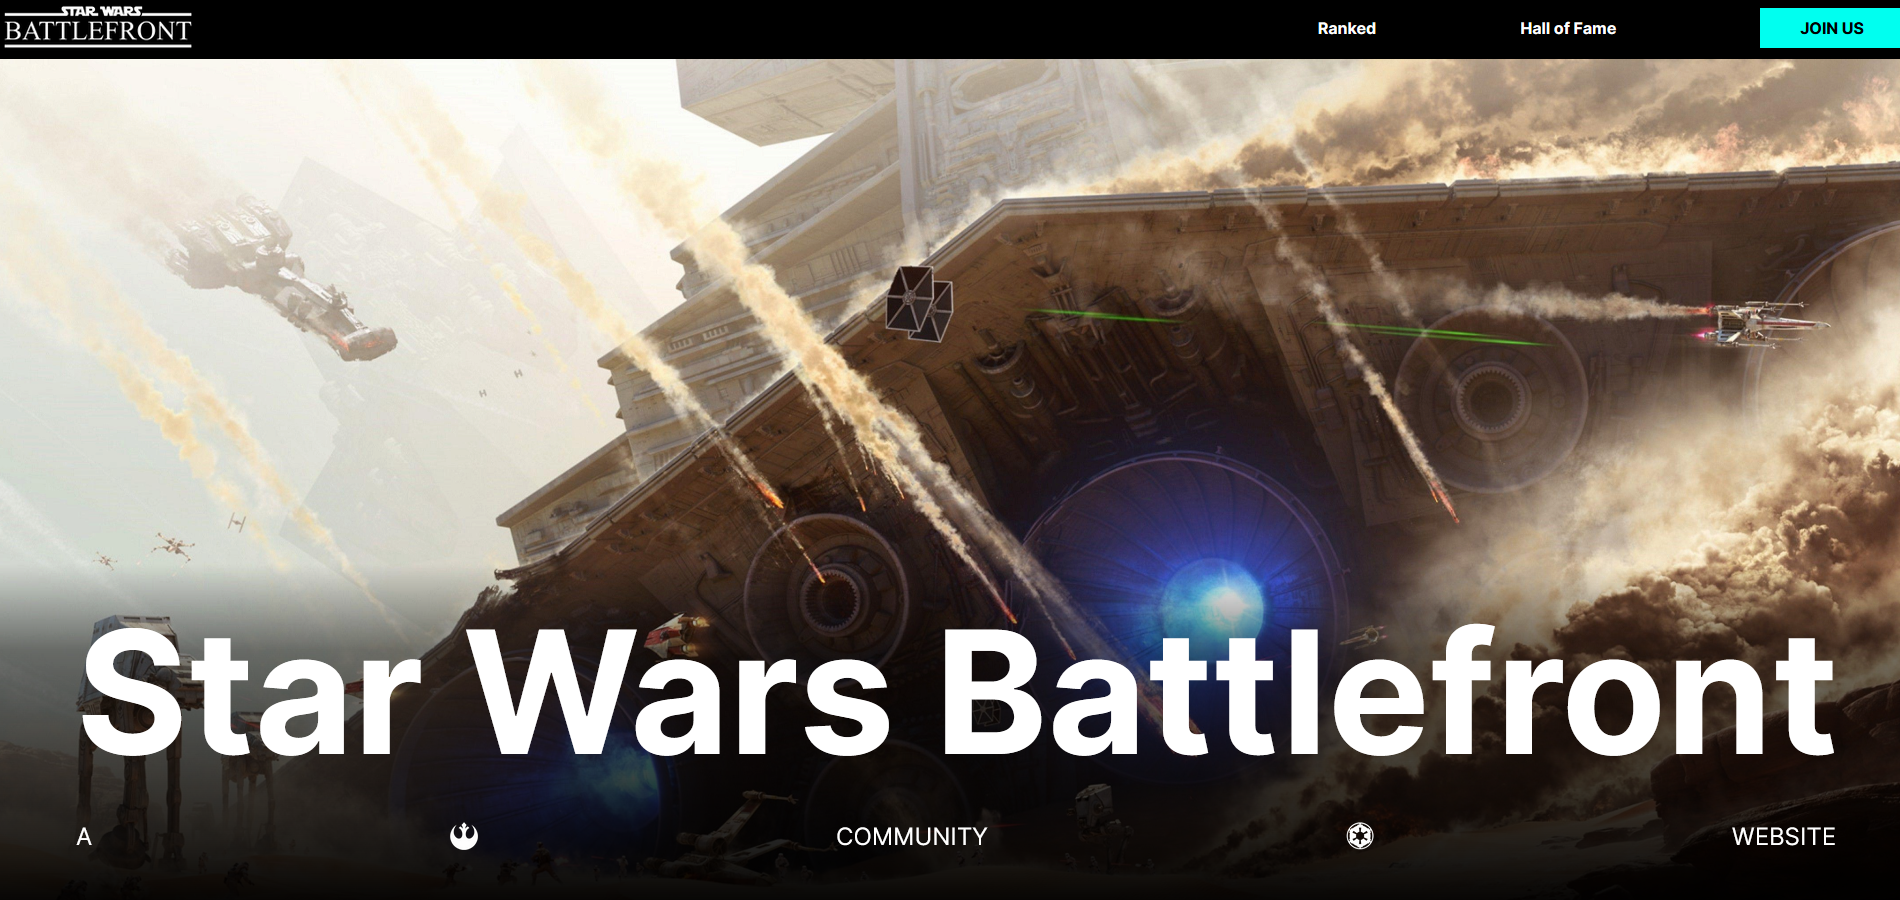 STAR WARS
BATTLEFRONT
Ranked
Hall of Fame
JOIN US
Star Wars Battlefront
A
COMMUNITY
WEBSITE